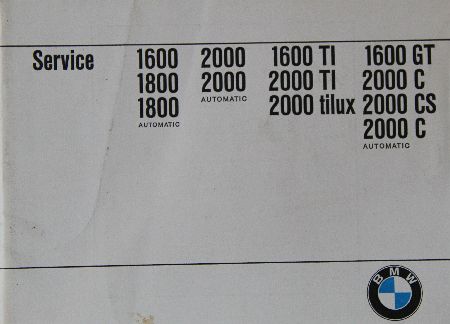 Service 1600 2000 1600 TI 1600 GT
1800 2000 2000 TI 2000 C
1800 AUTOMATIC 2000 tilux 2000 CS
AUTOMATIC 2000 C
AUTOMATIC
BMW